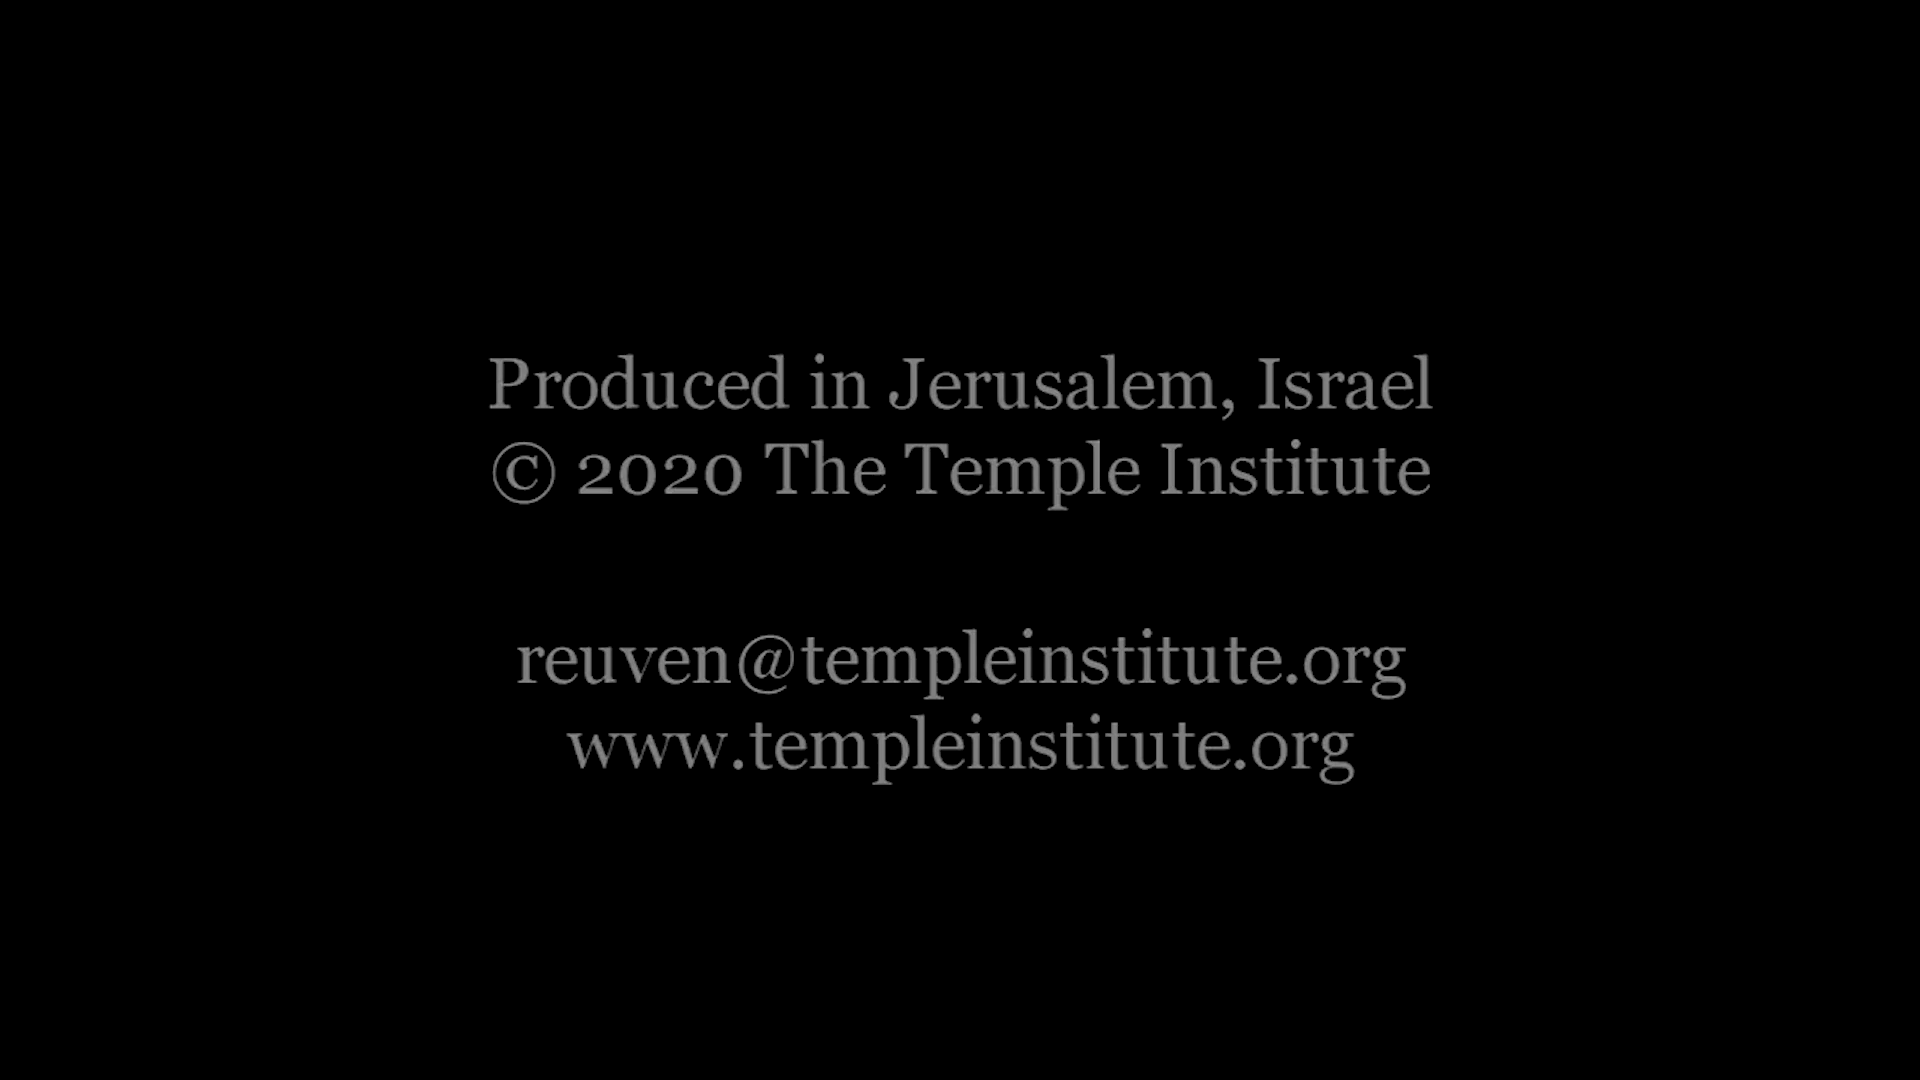 Produced in Jerusalem, Israel
© 2020 The Temple Institute
reuven@templeinstitute.org
www.templeinstitute.org